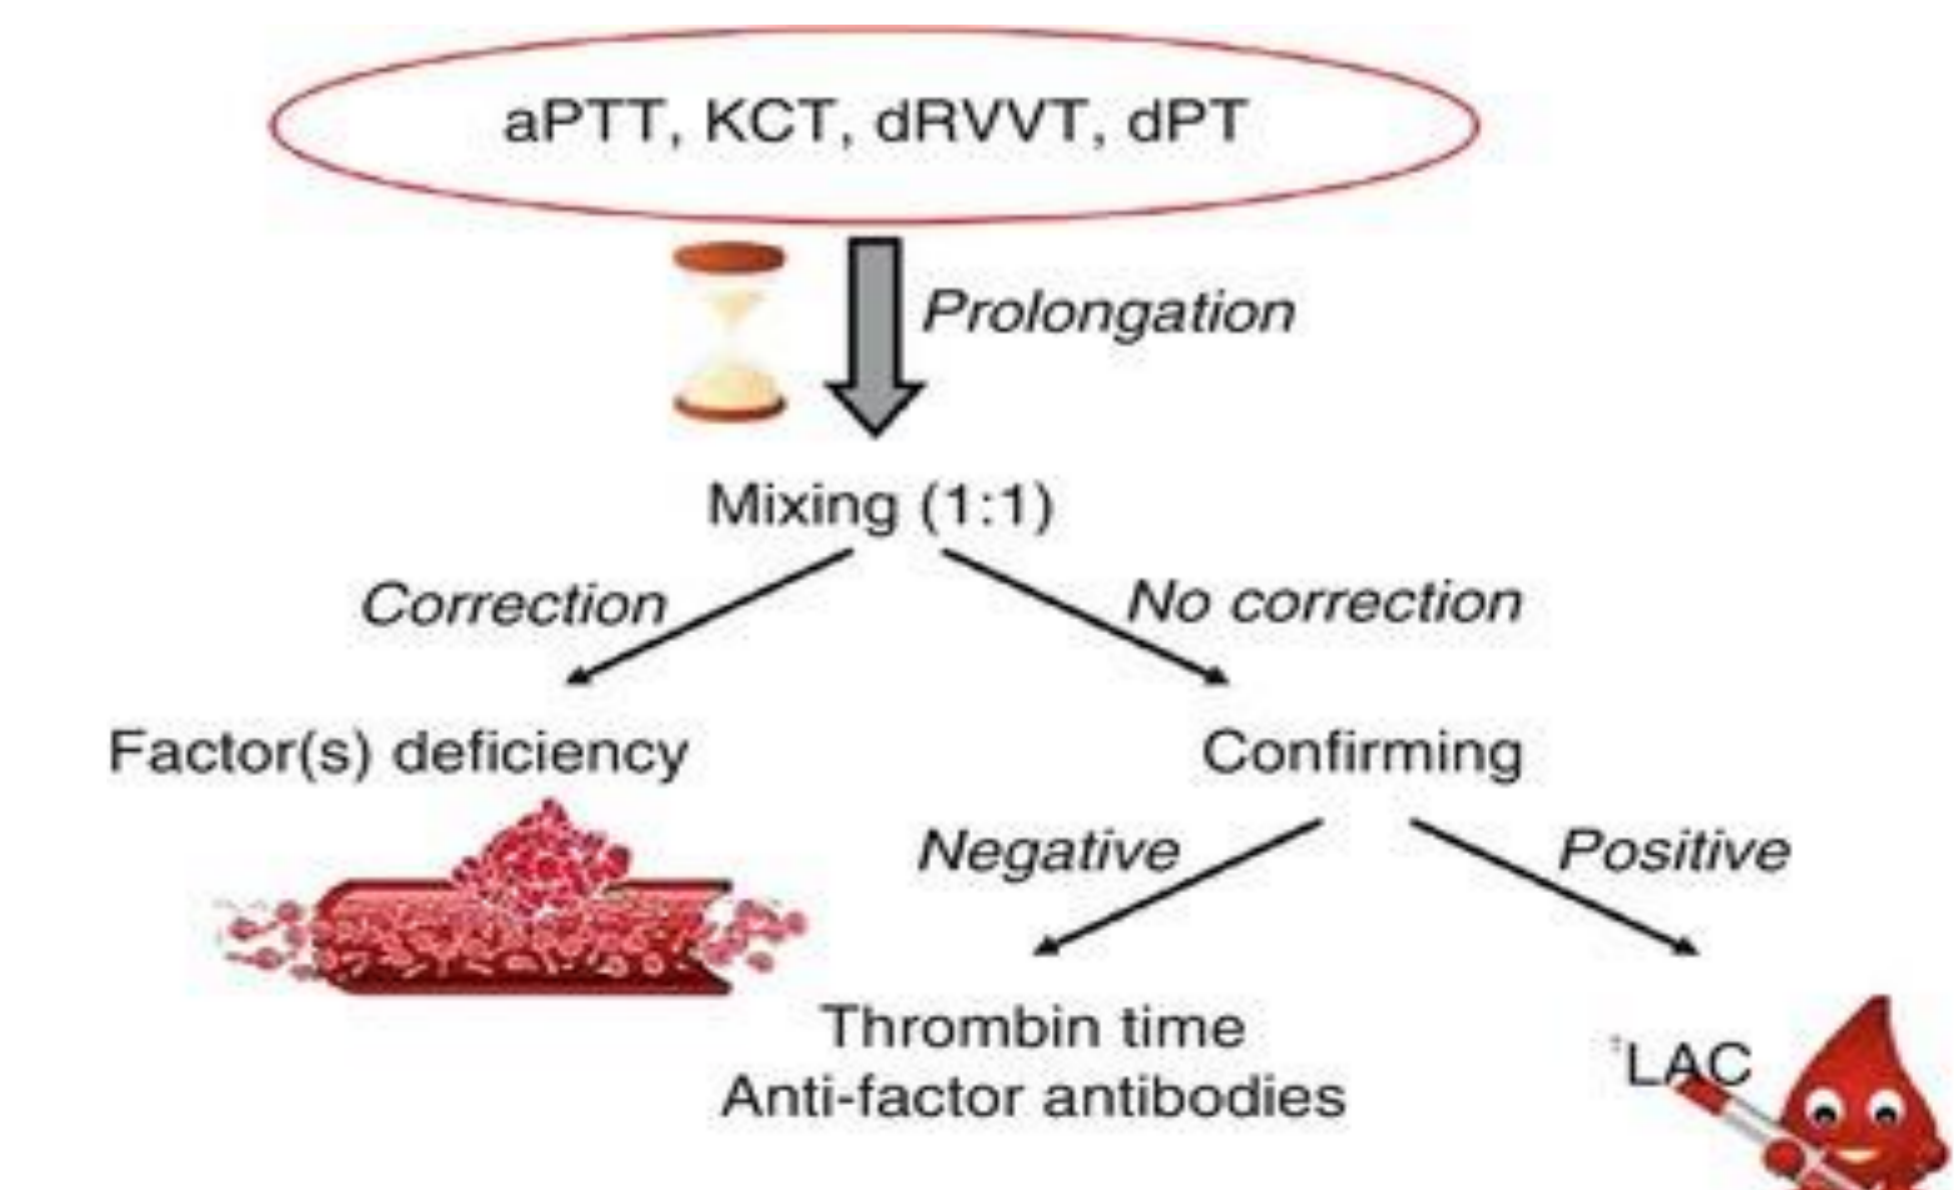 aPTT, KCT, dRVVT, dPT
Prolongation
Mixing (1:1)
Correction
No correction
Factor(s) deficiency
Confirming
Negative
Positive
Thrombin time
Anti-factor antibodies
LAC